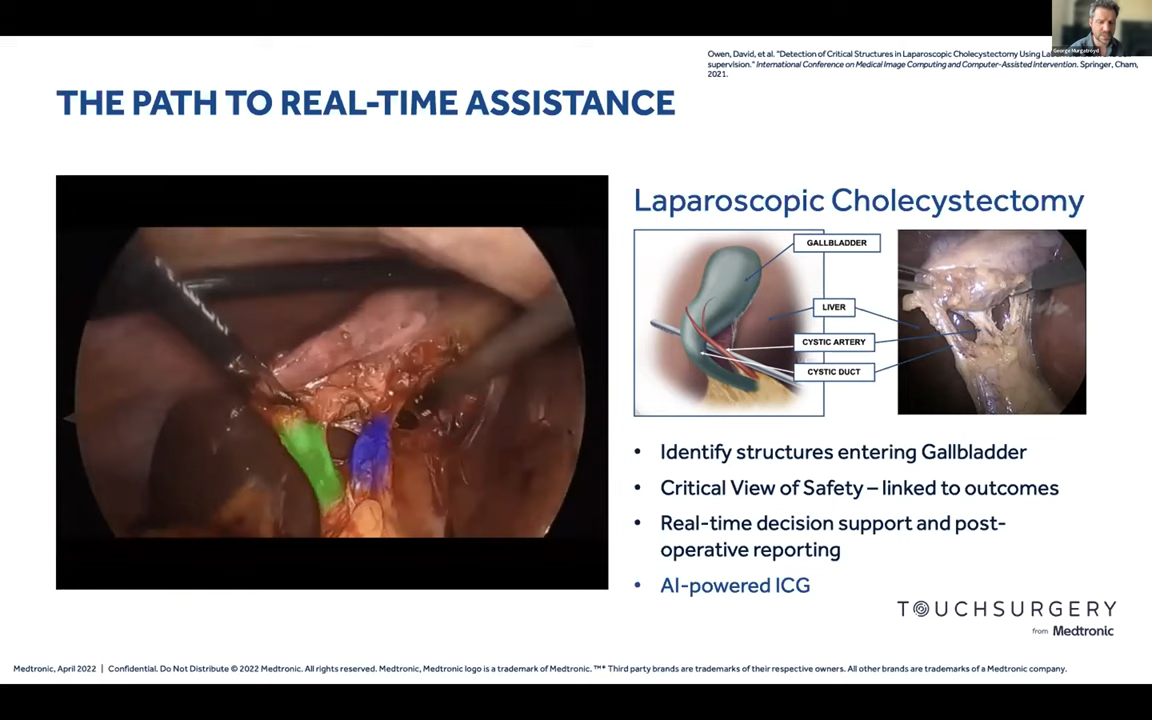 George Murgatroyd
Owen, David, et al. "Detection of Critical Structures in Laparoscopic Cholecystectomy Using
supervision." International Conference on Medical Image Computing and Computer-Assisted Intervention. Springer, Cham,
2021.
THE PATH TO REAL-TIME ASSISTANCE
Laparoscopic Cholecystectomy
GALLBLADDER
LIVER
CYSTIC ARTERY
CYSTIC DUCT
• Identify structures entering Gallbladder
• Critical View of Safety – linked to outcomes
• Real-time decision support and post-
operative reporting
• AI-powered ICG
TOUCHSURGERY
from Medtronic
Medtronic, April 2022 | Confidential. Do Not Distribute © 2022 Medtronic. All rights reserved. Medtronic, Medtronic logo is a trademark of Medtronic. ™* Third party brands are trademarks of their respective owners. All other brands are trademarks of a Medtronic company.